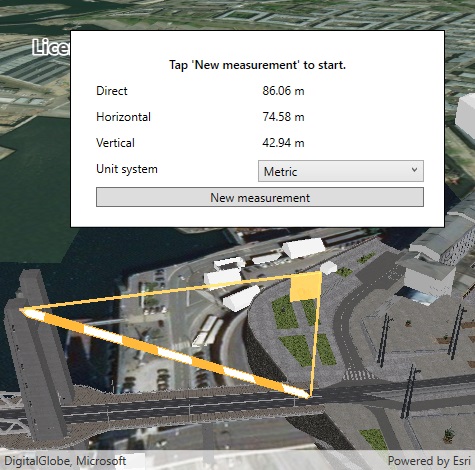 Lice
Tap 'New measurement' to start.
Direct 86.06 m
Horizontal 74.58 m
Vertical 42.94 m
Unit system Metric
New measurement
DigitalGlobe, Microsoft Powered by Esri